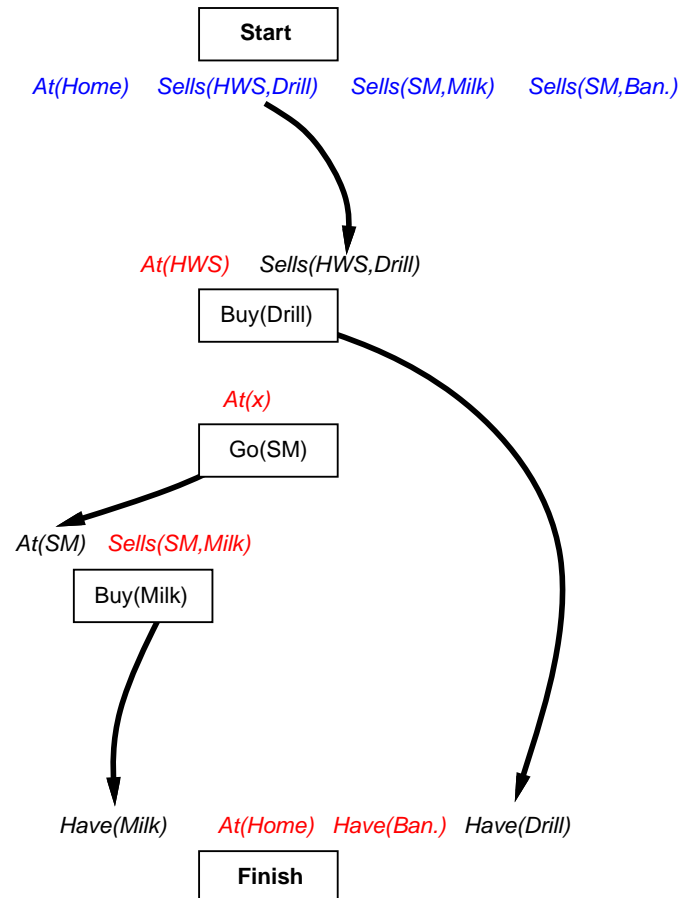 Start
At(Home) Sells(HWS,Drill) Sells(SM,Milk) Sells(SM,Ban.)
At(HWS) Sells(HWS,Drill)
Buy(Drill)
At(x)
Go(SM)
At(SM) Sells(SM,Milk)
Buy(Milk)
Have(Milk) At(Home) Have(Ban.) Have(Drill)
Finish